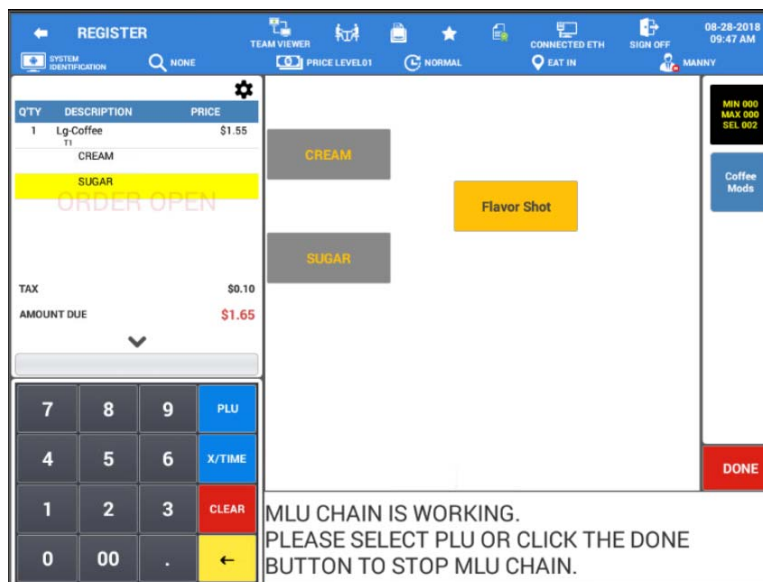 REGISTER
TEAM VIEWER
CONNECTED ETH
SIGN OFF
08-28-2018
09:47 AM
SYSTEM
IDENTIFICATION
NONE
PRICE LEVEL01
NORMAL
EAT IN
MANNY
Q'TY DESCRIPTION PRICE
1 Lg-Coffee $1.55
T1
CREAM
SUGAR
ORDER OPEN
TAX $0.10
AMOUNT DUE $1.65
7 8 9 PLU
4 5 6 X/TIME
1 2 3 CLEAR
0 00 . ←
CREAM
Flavor Shot
SUGAR
MIN 000
MAX 000
SEL 002
Coffee
Mods
DONE
MLU CHAIN IS WORKING.
PLEASE SELECT PLU OR CLICK THE DONE
BUTTON TO STOP MLU CHAIN.